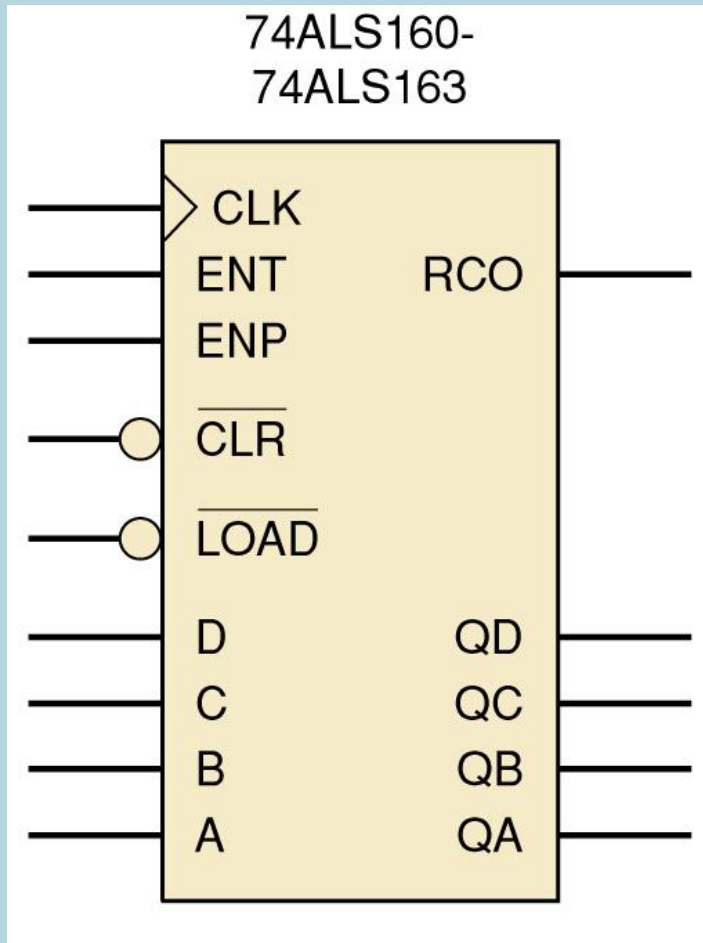 74ALS160-
74ALS163
CLK
ENT RCO
ENP
CLR
LOAD
D QD
C QC
B QB
A QA